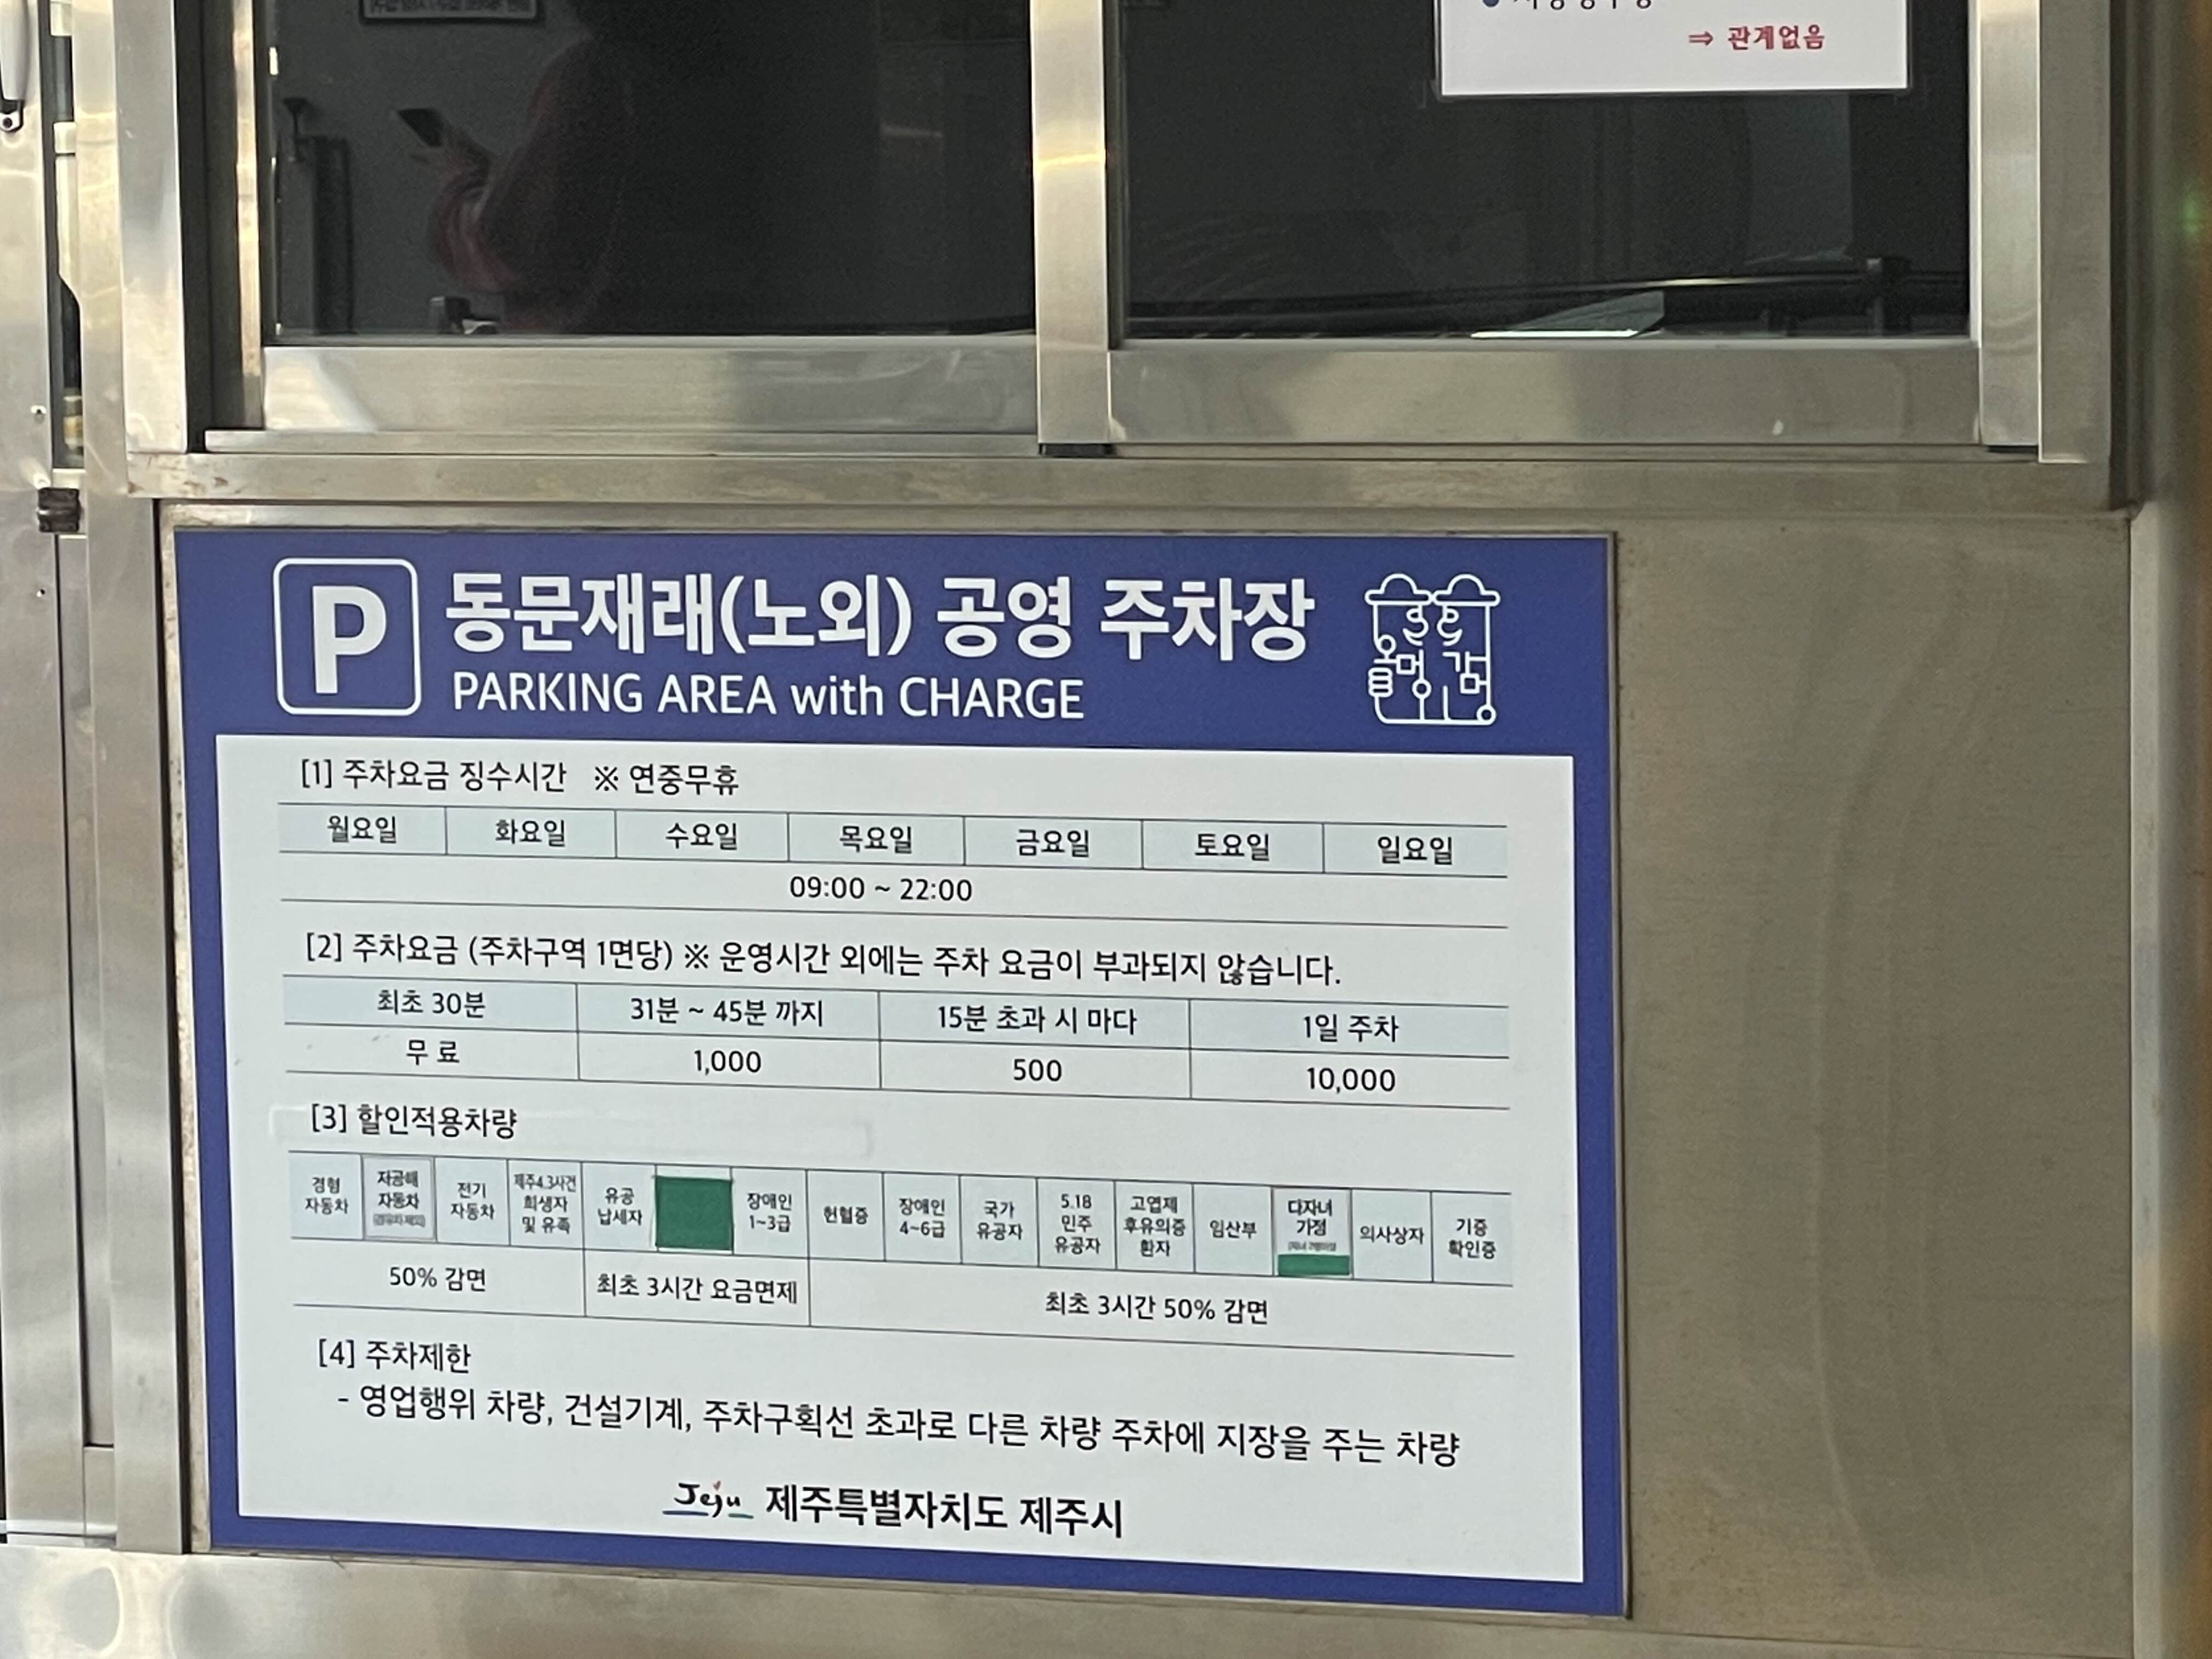 ⇒ 관계없음
P
동문재래(노외) 공영 주차장
PARKING AREA with CHARGE
[1] 주차요금 징수시간 ※ 연중무휴
월요일 화요일 수요일 목요일 금요일 토요일 일요일
09:00 ~ 22:00
[2] 주차요금 (주차구역 1면당) ※ 운영시간 외에는 주차 요금이 부과되지 않습니다.
최초 30분 31분 ~ 45분 까지 15분 초과 시 마다 1일 주차
무 료 1,000 500 10,000
[3] 할인적용차량
경형 자동차
저공해 자동차
전기 자동차
제주4.3사건 희생자 및 유족
유공 납세자
장애인 1~3급
헌혈증
장애인 4~6급
국가 유공자
5.18 민주 유공자
고엽제 후유의증 환자
임산부
다자녀 가정
의사상자
기증 확인증
50% 감면 최초 3시간 요금면제 최초 3시간 50% 감면
[4] 주차제한
- 영업행위 차량, 건설기계, 주차구획선 초과로 다른 차량 주차에 지장을 주는 차량
Jeju 제주특별자치도 제주시